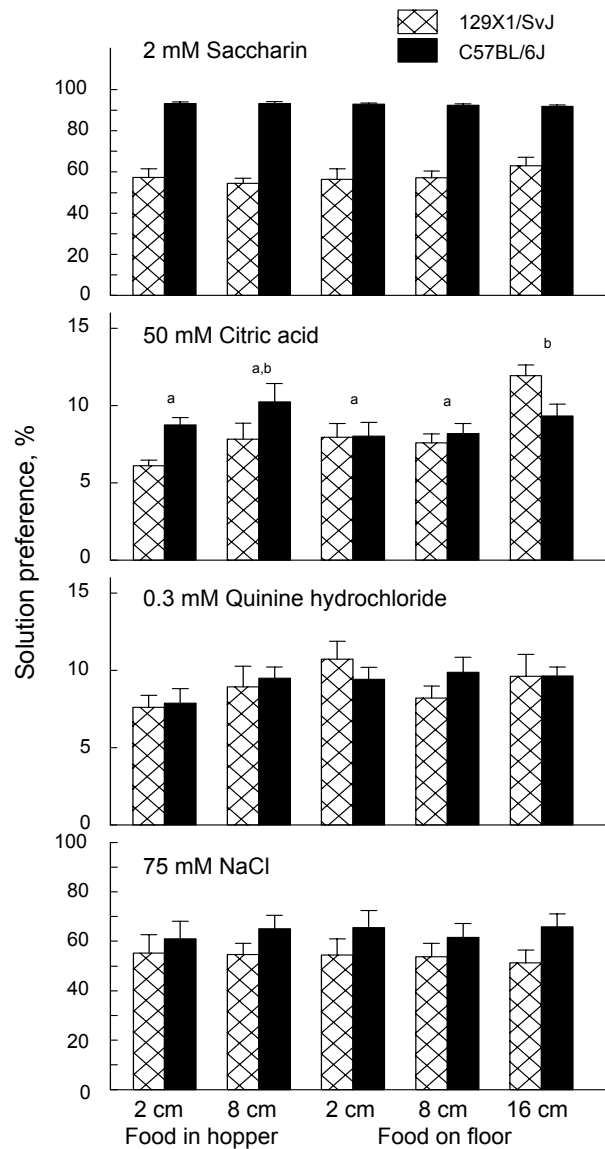 129X1/SvJ
C57BL/6J
2 mM Saccharin
100
80
60
40
20
0
50 mM Citric acid
15
10
5
0
a
a,b
a
a
b
Solution preference, %
0.3 mM Quinine hydrochloride
15
10
5
0
75 mM NaCl
100
80
60
40
20
0
2 cm 8 cm 2 cm 8 cm 16 cm
Food in hopper Food on floor